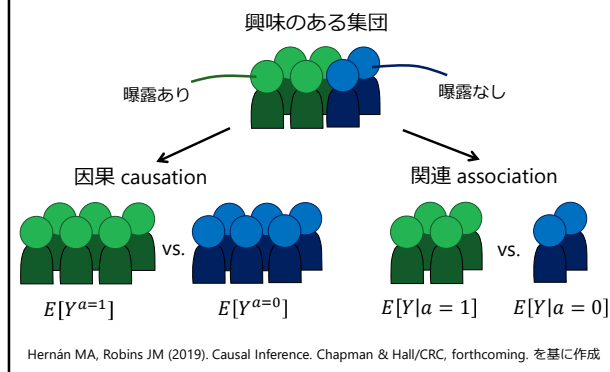 興味のある集団
曝露あり
曝露なし
因果 causation
関連 association
vs.
vs.
E[Y^{a=1}]
E[Y^{a=0}]
E[Y|a = 1]
E[Y|a = 0]
Hernán MA, Robins JM (2019). Causal Inference. Chapman & Hall/CRC, forthcoming. を基に作成